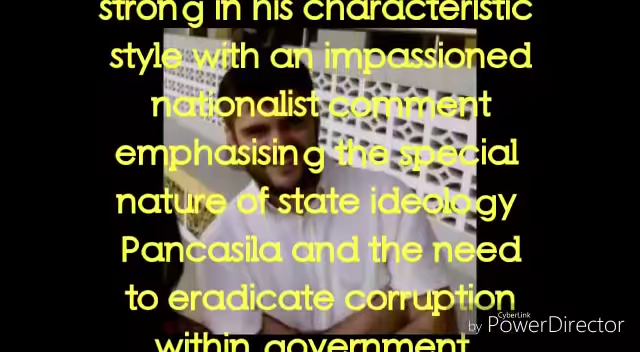 strong in his characteristic
style with an impassioned
nationalist comment
emphasising the special
nature of state ideology
Pancasila and the need
to eradicate corruption
within government
CyberLink
by PowerDirector